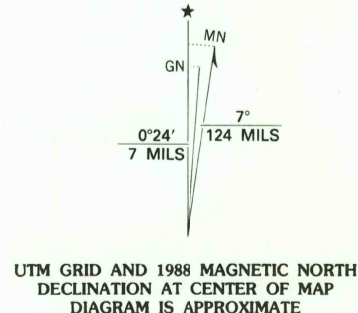 MN
GN
7°
124 MILS
0°24'
7 MILS
UTM GRID AND 1988 MAGNETIC NORTH
DECLINATION AT CENTER OF MAP
DIAGRAM IS APPROXIMATE